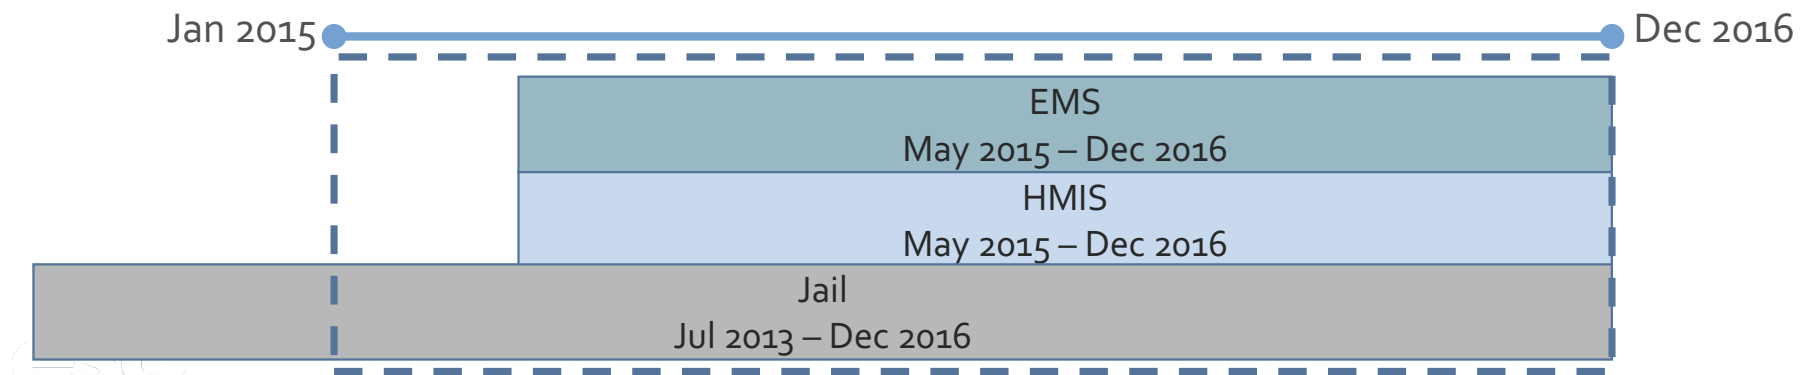 Jan 2015
Dec 2016
EMS
May 2015 – Dec 2016
HMIS
May 2015 – Dec 2016
Jail
Jul 2013 – Dec 2016